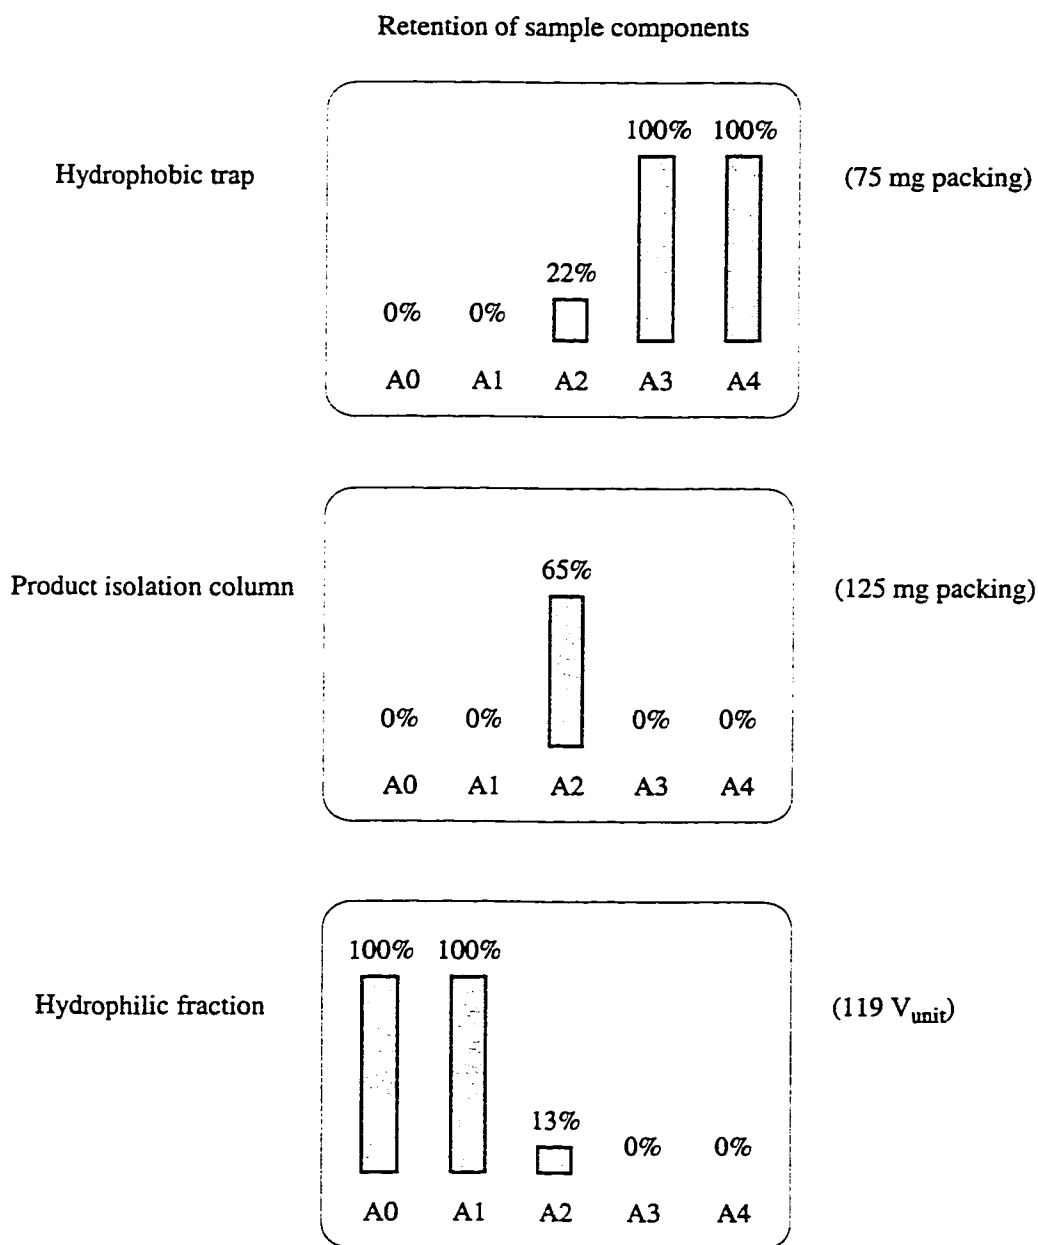 Retention of sample components
100% 100%
Hydrophobic trap
(75 mg packing)
22%
0% 0%
A0 A1 A2 A3 A4
65%
Product isolation column
(125 mg packing)
0% 0% 0% 0%
A0 A1 A2 A3 A4
100% 100%
Hydrophilic fraction
(119 Vunit)
13%
0% 0%
A0 A1 A2 A3 A4